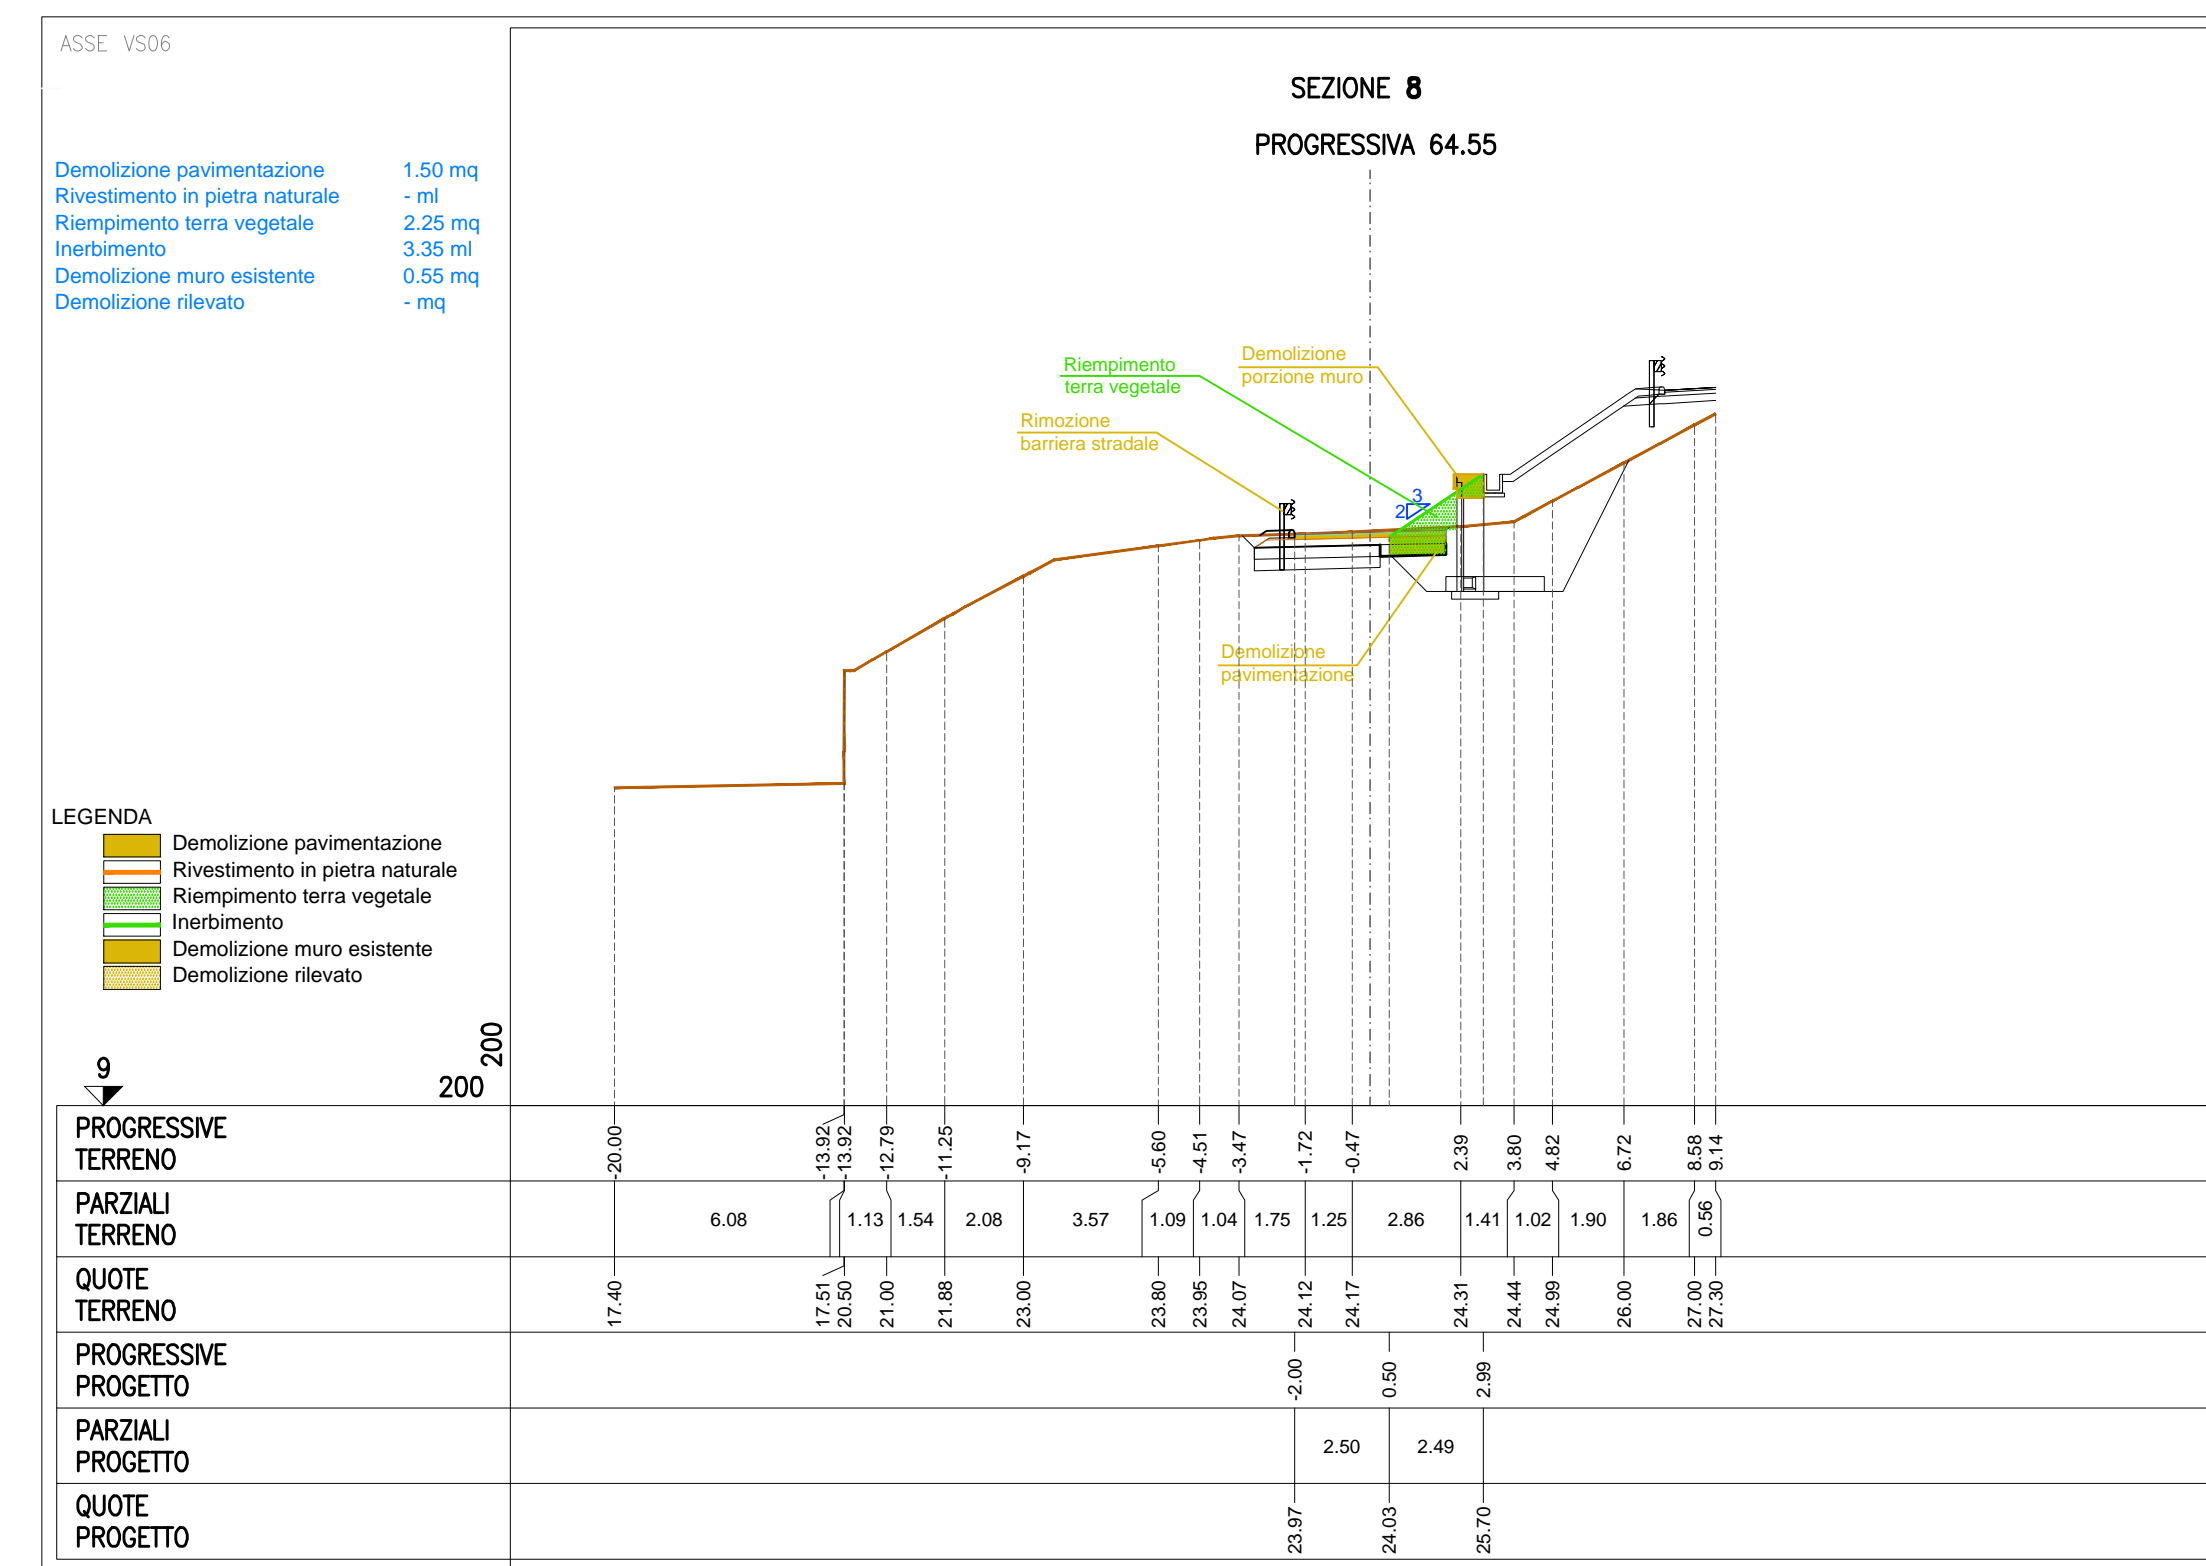 ASSE VS06
SEZIONE 8
PROGRESSIVA 64.55
Demolizione pavimentazione 1.50 mq
Rivestimento in pietra naturale - ml
Riempimento terra vegetale 2.25 mq
Inerbimento 3.35 ml
Demolizione muro esistente 0.55 mq
Demolizione rilevato - mq
Demolizione
porzione muro
Riempimento
terra vegetale
Rimozione
barriera stradale
3
2
Demolizione
pavimentazione
LEGENDA
Demolizione pavimentazione
Rivestimento in pietra naturale
Riempimento terra vegetale
Inerbimento
Demolizione muro esistente
Demolizione rilevato
9
200
200
PROGRESSIVE
TERRENO
-20.00 -13.92 -13.92 -12.79 -11.25 -9.17 -5.60 -4.51 -3.47 -1.72 -0.47 2.39 3.80 4.82 6.72 8.58 9.14
PARZIALI
TERRENO
6.08 1.13 1.54 2.08 3.57 1.09 1.04 1.75 1.25 2.86 1.41 1.02 1.90 1.86 0.56
QUOTE
TERRENO
17.40 17.51 20.50 21.00 21.88 23.00 23.80 23.95 24.07 24.12 24.17 24.31 24.44 24.99 26.00 27.00 27.30
PROGRESSIVE
PROGETTO
-2.00 0.50 2.99
PARZIALI
PROGETTO
2.50 2.49
QUOTE
PROGETTO
23.97 24.03 25.70